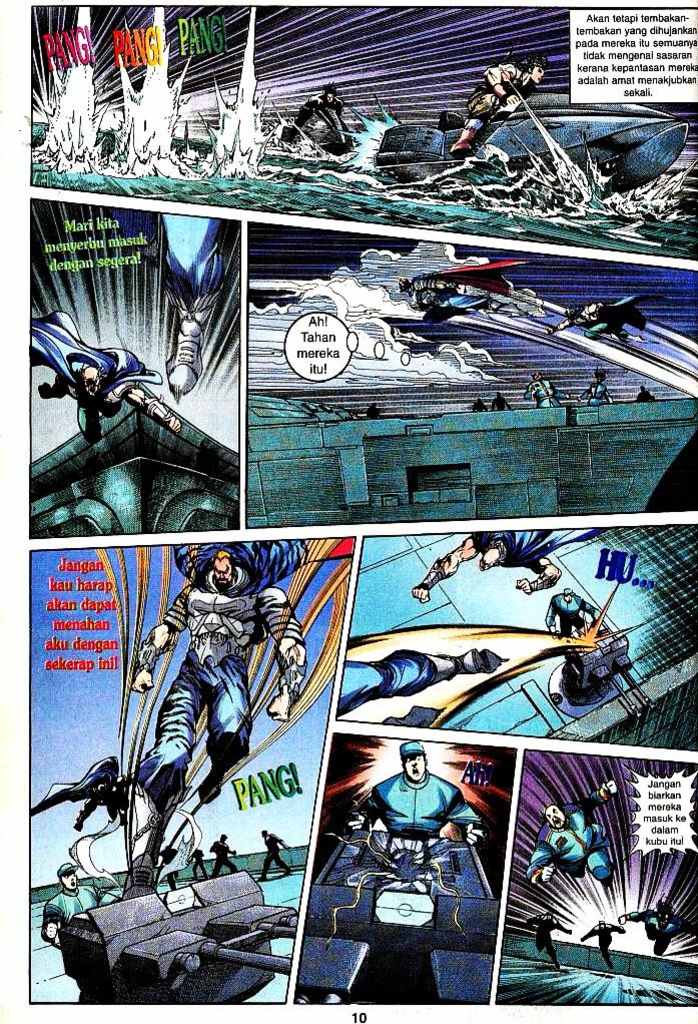 PANG! PANG! PANG!
Akan tetapi tembakan-
tembakan yang dihujankan
pada mereka itu semuanya
tidak mengenai sasaran
kerana kepantasan mereka
adalah amat menakjubkan
sekali.
Mari kita
menyerbu masuk
dengan segera!
Ah!
Tahan
mereka
itu!
Jangan
kau harap
akan dapat
menahan
aku dengan
sekerap ini!
PANG!
HU...
AH!
Jangan
biarkan
mereka
masuk ke
dalam
kubu itu!
10